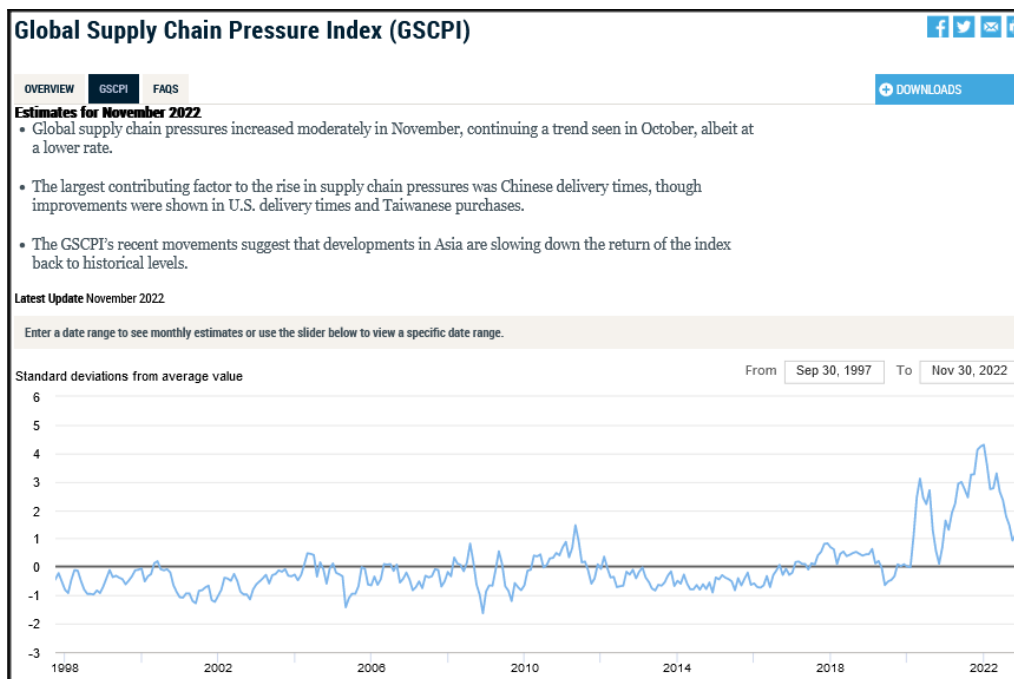 Global Supply Chain Pressure Index (GSCPI)
OVERVIEW GSCPI FAQS
DOWNLOADS
Estimates for November 2022
• Global supply chain pressures increased moderately in November, continuing a trend seen in October, albeit at
a lower rate.
• The largest contributing factor to the rise in supply chain pressures was Chinese delivery times, though
improvements were shown in U.S. delivery times and Taiwanese purchases.
• The GSCPI's recent movements suggest that developments in Asia are slowing down the return of the index
back to historical levels.
Latest Update November 2022
Enter a date range to see monthly estimates or use the slider below to view a specific date range.
From Sep 30, 1997 To Nov 30, 2022
Standard deviations from average value
6
5
4
3
2
1
0
-1
-2
-3
1998 2002 2006 2010 2014 2018 2022